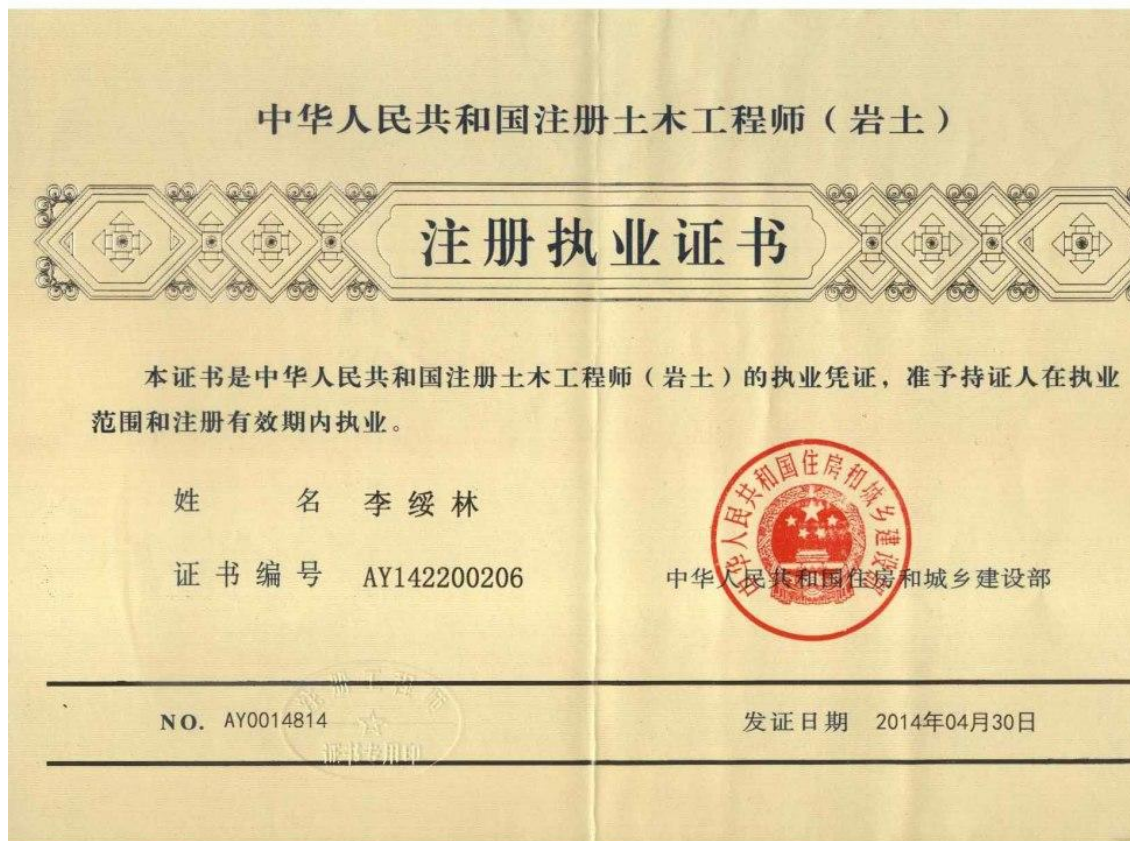 中华人民共和国注册土木工程师（岩土）
注册执业证书
本证书是中华人民共和国注册土木工程师（岩土）的执业凭证，准予持证人在执业
范围和注册有效期内执业。
姓 名 李绥林
中华人民共和国住房和城乡建设部
证书编号 AY142200206
中华人民共和国住房和城乡建设部
注册工程师
NO. AY0014814
发证日期 2014年04月30日
证书专用印